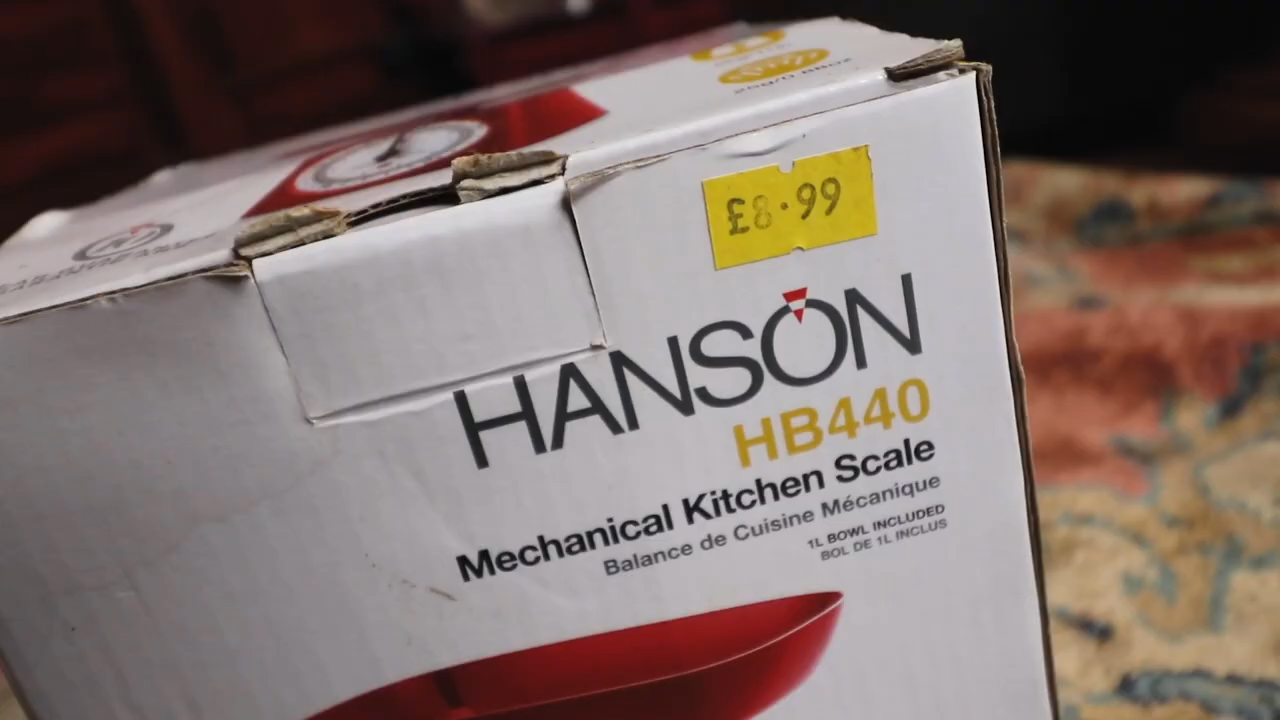 £8.99
HANSON
HB440
Mechanical Kitchen Scale
Balance de Cuisine Mécanique
1L BOWL INCLUDED
BOL DE 1L INCLUS